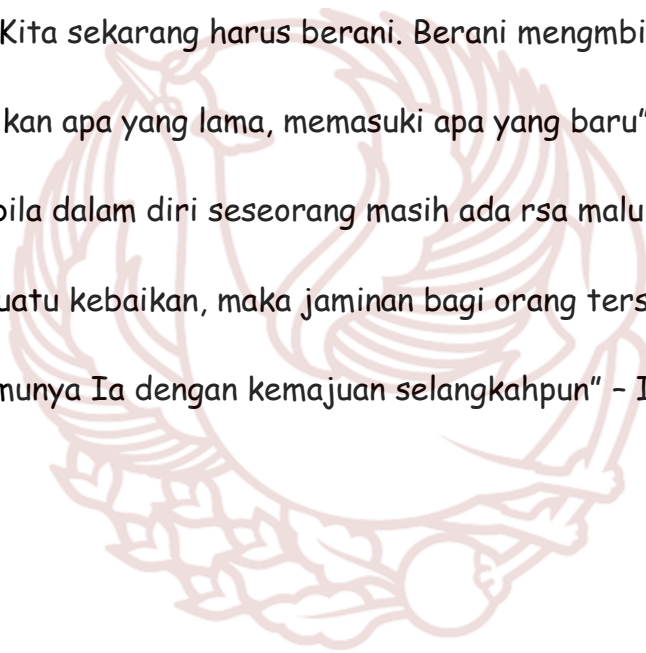 Kita sekarang harus berani. Berani mengmbi
kan apa yang lama, memasuki apa yang baru”
bila dalam diri seseorang masih ada rsa malu
uatu kebaikan, maka jaminan bagi orang ters
munya Ia dengan kemajuan selangkahpun” – I